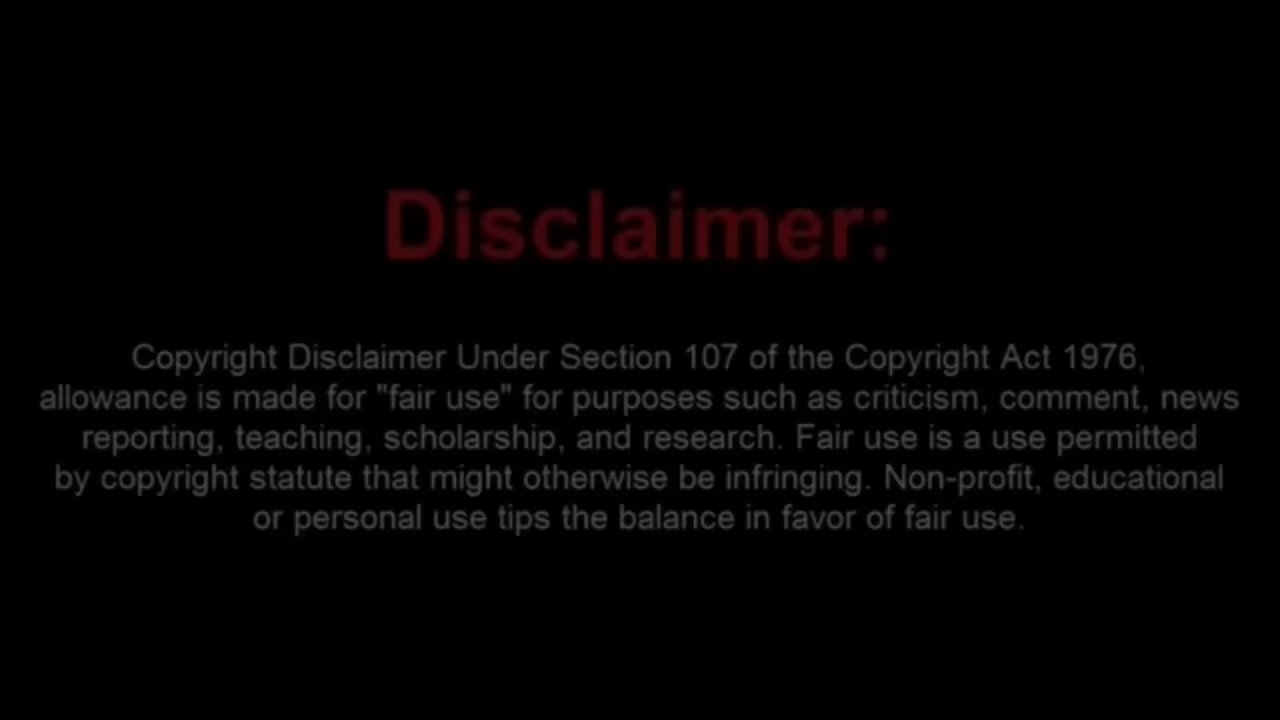 Disclaimer:
Copyright Disclaimer Under Section 107 of the Copyright Act 1976,
allowance is made for "fair use" for purposes such as criticism, comment, news
reporting, teaching, scholarship, and research. Fair use is a use permitted
by copyright statute that might otherwise be infringing. Non-profit, educational
or personal use tips the balance in favor of fair use.